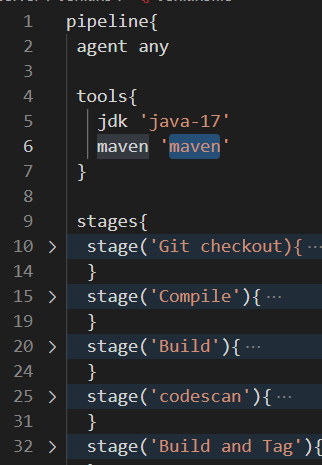 1 pipeline{
2 agent any
3
4 tools{
5 jdk 'java-17'
6 maven 'maven'
7 }
8
9 stages{
10 stage('Git checkout){ ...
14 }
15 stage('Compile'){ ...
19 }
20 stage('Build'){ ...
24 }
25 stage('codescan'){ ...
31 }
32 stage('Build and Tag'){